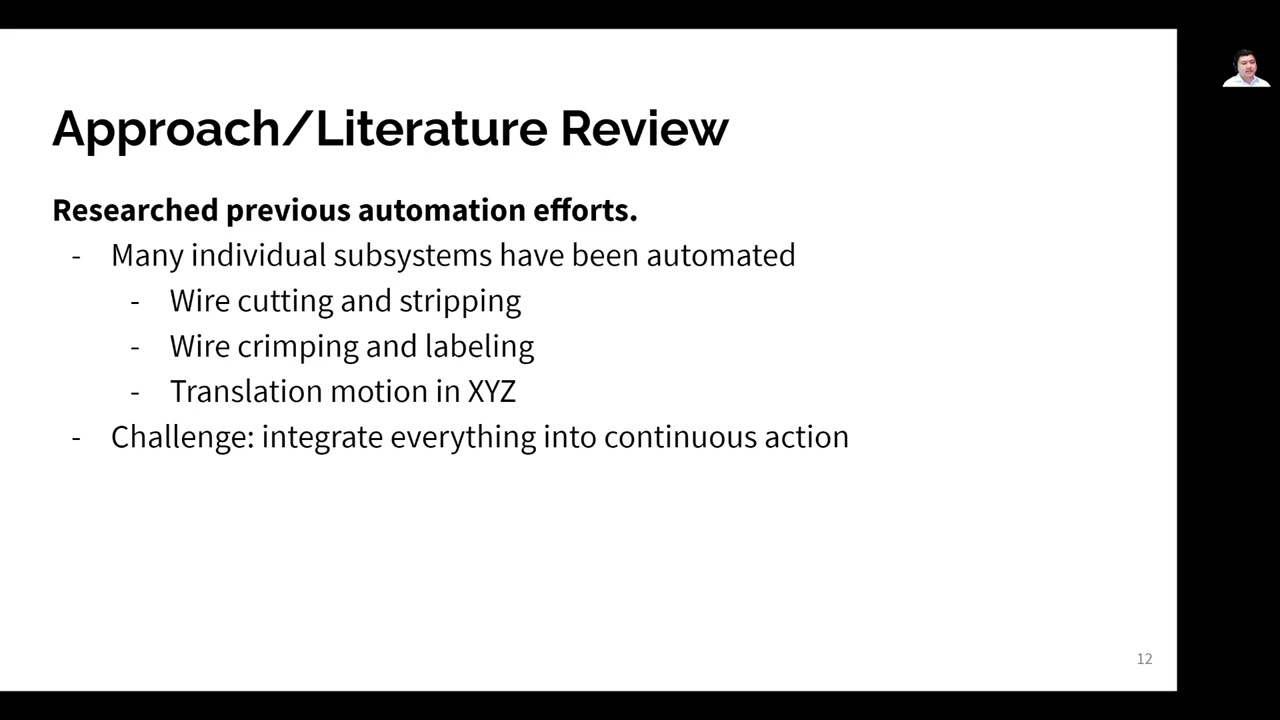 Approach/Literature Review
Researched previous automation efforts.
- Many individual subsystems have been automated
- Wire cutting and stripping
- Wire crimping and labeling
- Translation motion in XYZ
- Challenge: integrate everything into continuous action
12